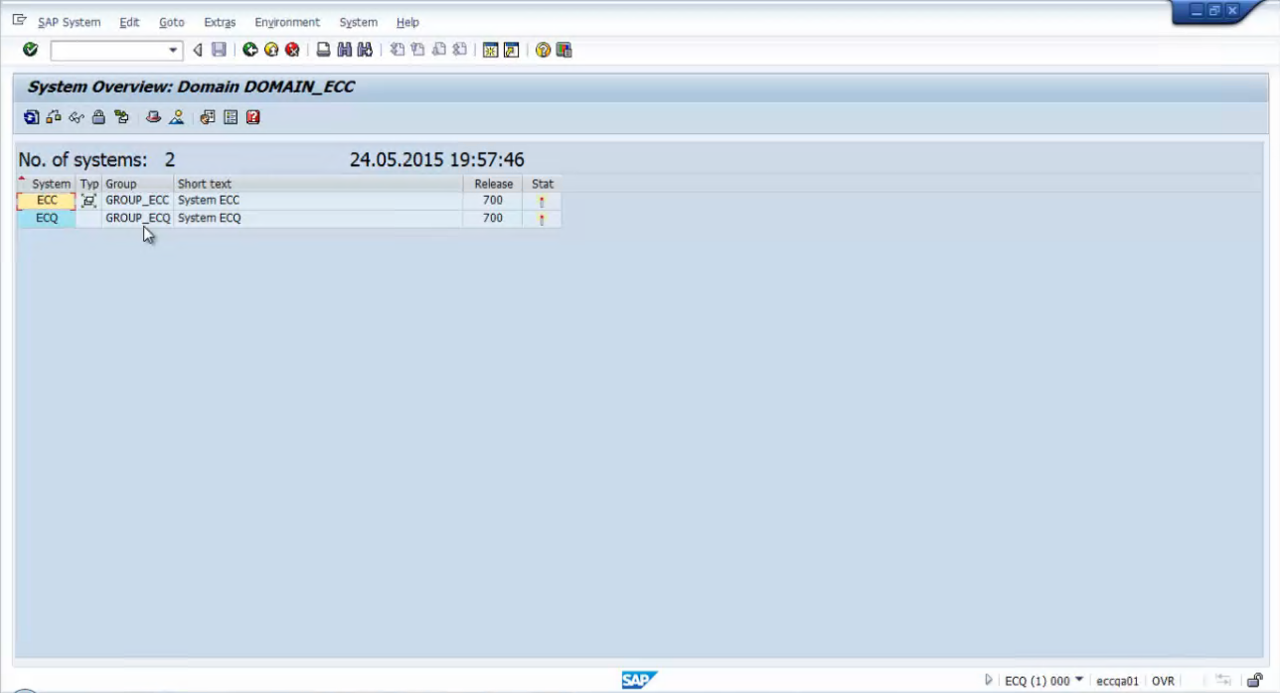 SAP System Edit Goto Extras Environment System Help
System Overview: Domain DOMAIN_ECC
No. of systems: 2 24.05.2015 19:57:46
System Typ Group Short text Release Stat
ECC GROUP_ECC System ECC 700
ECQ GROUP_ECQ System ECQ 700
SAP ECQ (1) 000 eccqa01 OVR